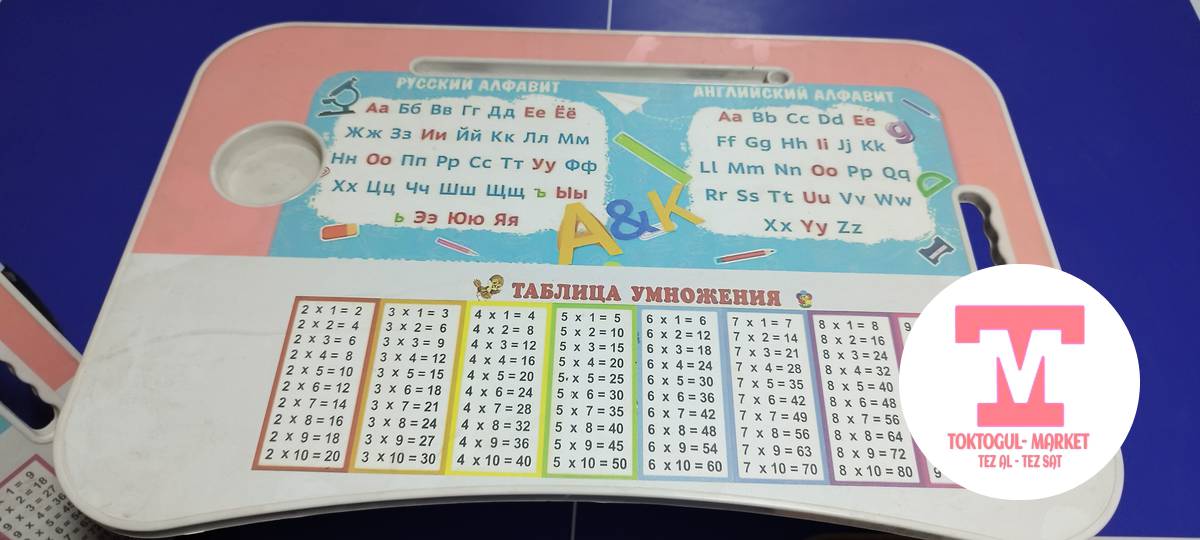 РУССКИЙ АЛФАВИТ
Аа Бб Вв Гг Дд Ее Ёё
Жж Зз Ии Йй Кк Лл Мм
Нн Оо Пп Рр Сс Тт Уу Фф
Хх Цц Чч Шш Щщ ъ Ыы
ь Ээ Юю Яя
АНГЛИЙСКИЙ АЛФАВИТ
Aa Bb Cc Dd Ee
Ff Gg Hh Ii Jj Kk
Ll Mm Nn Oo Pp Qq
Rr Ss Tt Uu Vv Ww
Xx Yy Zz
A&K
ТАБЛИЦА УМНОЖЕНИЯ
2 x 1 = 2
2 x 2 = 4
2 x 3 = 6
2 x 4 = 8
2 x 5 = 10
2 x 6 = 12
2 x 7 = 14
2 x 8 = 16
2 x 9 = 18
2 x 10 = 20
3 x 1 = 3
3 x 2 = 6
3 x 3 = 9
3 x 4 = 12
3 x 5 = 15
3 x 6 = 18
3 x 7 = 21
3 x 8 = 24
3 x 9 = 27
3 x 10 = 30
4 x 1 = 4
4 x 2 = 8
4 x 3 = 12
4 x 4 = 16
4 x 5 = 20
4 x 6 = 24
4 x 7 = 28
4 x 8 = 32
4 x 9 = 36
4 x 10 = 40
5 x 1 = 5
5 x 2 = 10
5 x 3 = 15
5 x 4 = 20
5 x 5 = 25
5 x 6 = 30
5 x 7 = 35
5 x 8 = 40
5 x 9 = 45
5 x 10 = 50
6 x 1 = 6
6 x 2 = 12
6 x 3 = 18
6 x 4 = 24
6 x 5 = 30
6 x 6 = 36
6 x 7 = 42
6 x 8 = 48
6 x 9 = 54
6 x 10 = 60
7 x 1 = 7
7 x 2 = 14
7 x 3 = 21
7 x 4 = 28
7 x 5 = 35
7 x 6 = 42
7 x 7 = 49
7 x 8 = 56
7 x 9 = 63
7 x 10 = 70
8 x 1 = 8
8 x 2 = 16
8 x 3 = 24
8 x 4 = 32
8 x 5 = 40
8 x 6 = 48
8 x 7 = 56
8 x 8 = 64
8 x 9 = 72
8 x 10 = 80
TM
TOKTOGUL- MARKET
TEZ AL - TEZ SAT